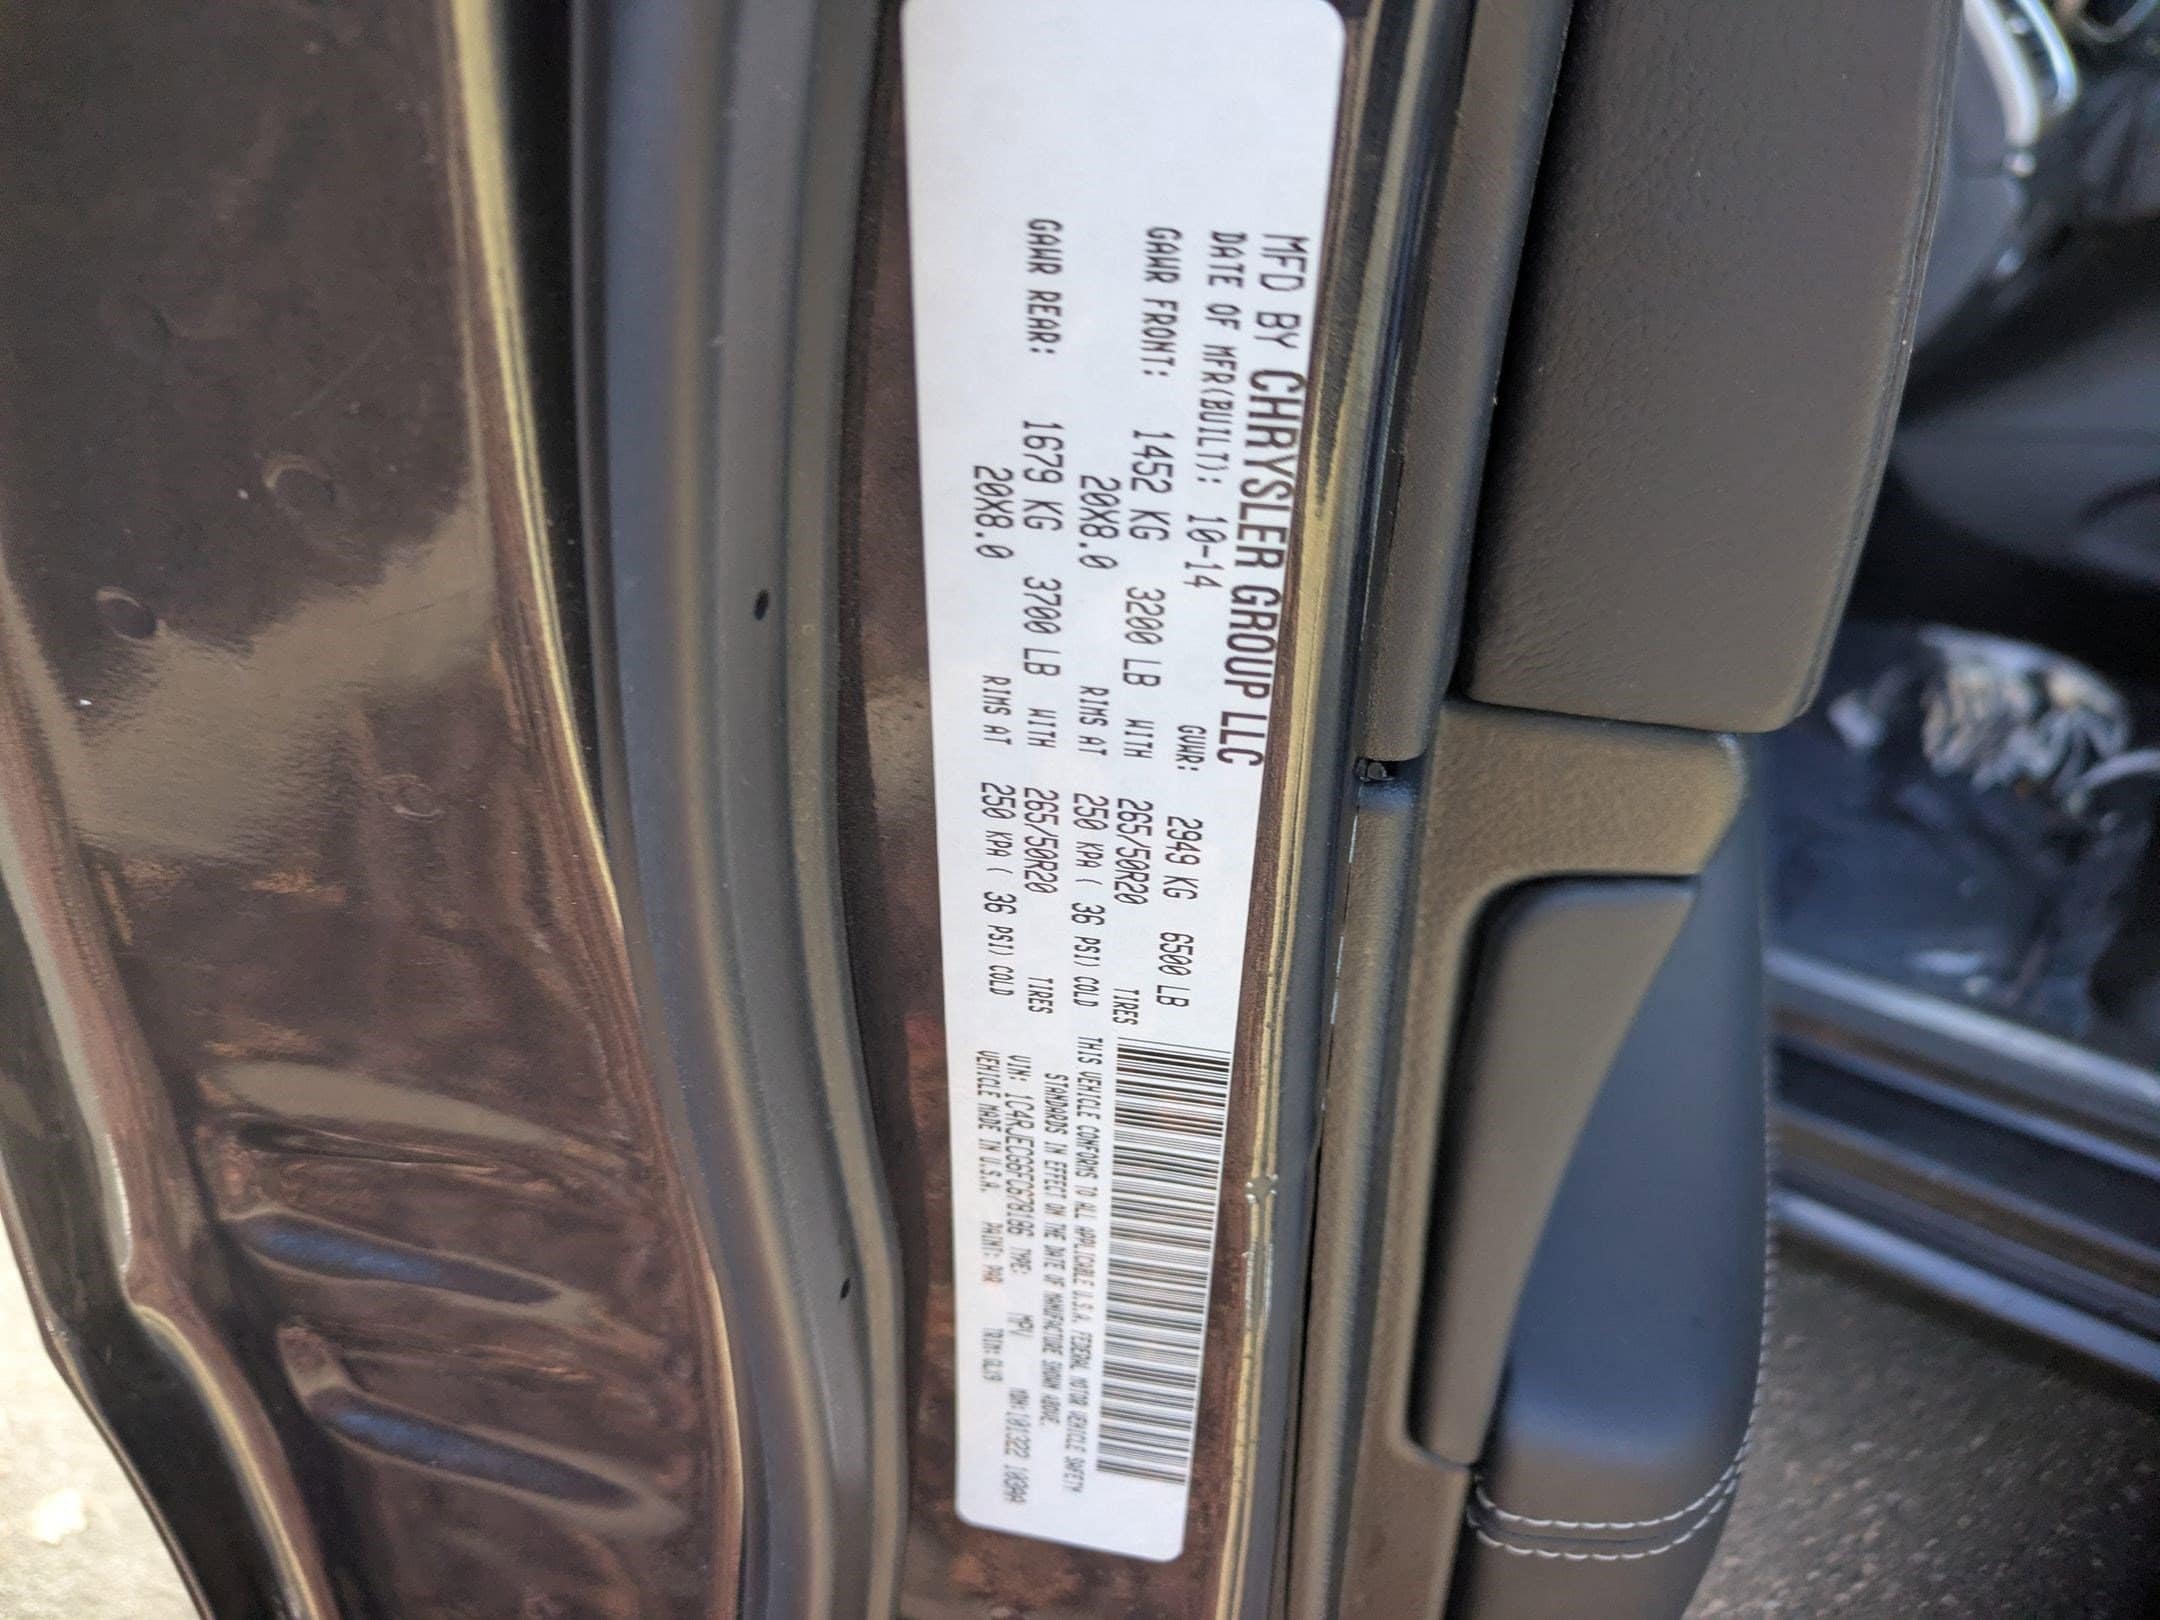 MFD BY CHRYSLER GROUP LLC
DATE OF MFR(BUILT): 10-14 GVWR: 2949 KG 6500 LB
GAWR FRONT: 1452 KG 3200 LB WITH 265/50R20 TIRES
20X8.0 RIMS AT 250 KPA ( 36 PSI) COLD
GAWR REAR: 1679 KG 3700 LB WITH 265/50R20 TIRES
20X8.0 RIMS AT 250 KPA ( 36 PSI) COLD
THIS VEHICLE CONFORMS TO ALL APPLICABLE U.S.A. FEDERAL MOTOR VEHICLE SAFETY
STANDARDS IN EFFECT ON THE DATE OF MANUFACTURE SHOWN ABOVE.
VIN: TYPE: MPV
VEHICLE MADE IN U.S.A. PAINT: TRIM: